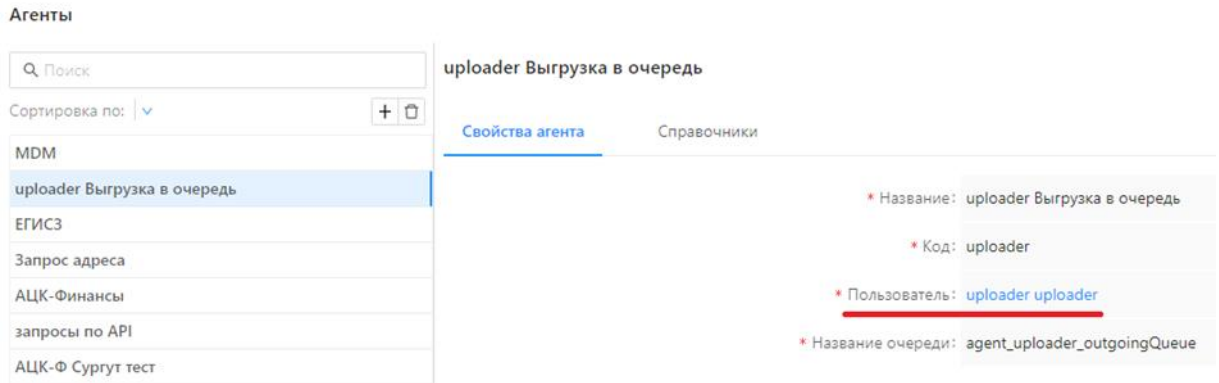 Агенты
Поиск
Сортировка по:
MDM
uploader Выгрузка в очередь
ЕГИСЗ
Запрос адреса
АЦК-Финансы
запросы по API
АЦК-Ф Сургут тест
uploader Выгрузка в очередь
Свойства агента Справочники
* Название: uploader Выгрузка в очередь
* Код: uploader
* Пользователь: uploader uploader
* Название очереди: agent_uploader_outgoingQueue